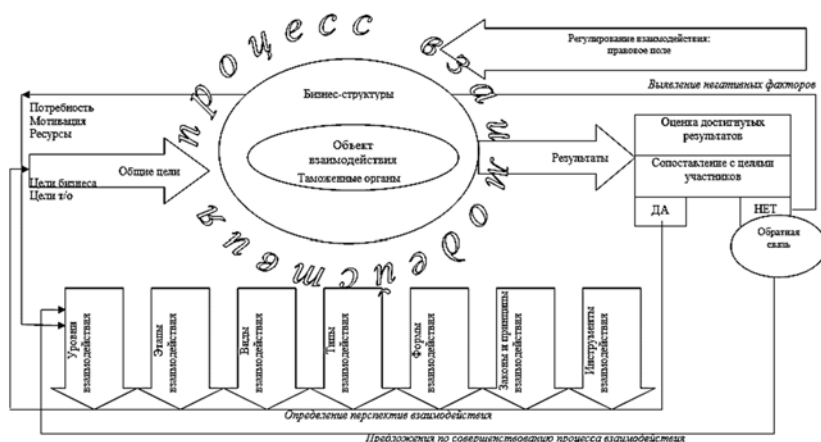 процесс взаимодействия
Регулирование взаимодействия:
правовое поле
Выявление негативных факторов
Потребность
Мотивация
Ресурсы
Общие цели
Цели бизнеса
Цели т/о
Бизнес-структуры
Объект
взаимодействия
Таможенные органы
Результаты
Оценка достигнутых
результатов
Сопоставление с целями
участников
ДА
НЕТ
Обратная
связь
Уровни
взаимодействия
Этапы
взаимодействия
Виды
взаимодействия
Типы
взаимодействия
Формы
взаимодействия
Законы и принципы
взаимодействия
Инструменты
взаимодействия
Определение перспектив взаимодействия
Предложения по совершенствованию процесса взаимодействия